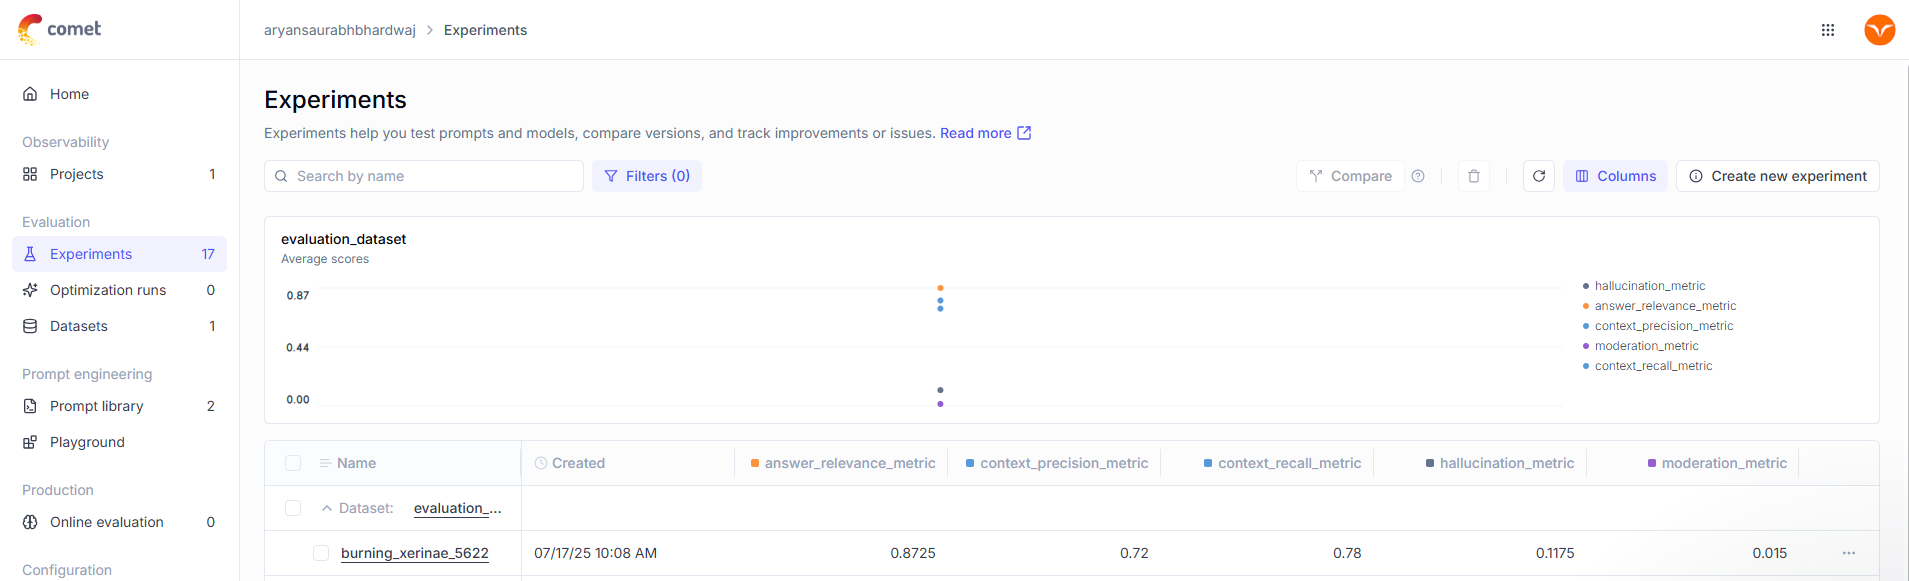 comet
aryansaurabhbhardwaj > Experiments
Home
Observability
Projects 1
Evaluation
Experiments 17
Optimization runs 0
Datasets 1
Prompt engineering
Prompt library 2
Playground
Production
Online evaluation 0
Configuration
Experiments
Experiments help you test prompts and models, compare versions, and track improvements or issues. Read more
Search by name
Filters (0)
Compare
Columns
Create new experiment
evaluation_dataset
Average scores
0.87
0.44
0.00
hallucination_metric
answer_relevance_metric
context_precision_metric
moderation_metric
context_recall_metric
Name Created answer_relevance_metric context_precision_metric context_recall_metric hallucination_metric moderation_metric
Dataset: evaluation_...
burning_xerinae_5622 07/17/25 10:08 AM 0.8725 0.72 0.78 0.1175 0.015